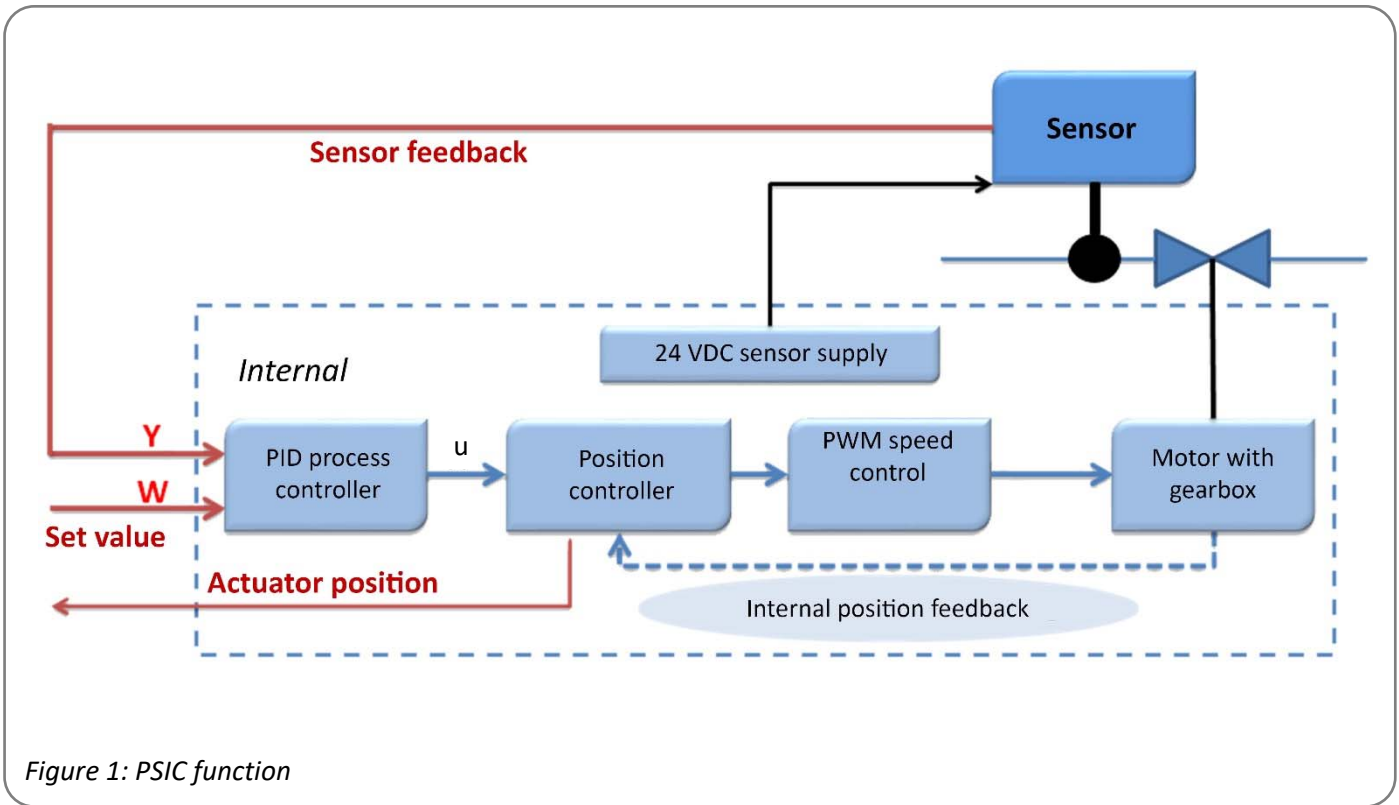 Sensor
Sensor feedback
24 VDC sensor supply
Internal
Y
PID process
controller
u
Position
controller
PWM speed
control
Motor with
gearbox
W
Set value
Actuator position
Internal position feedback
Figure 1: PSIC function